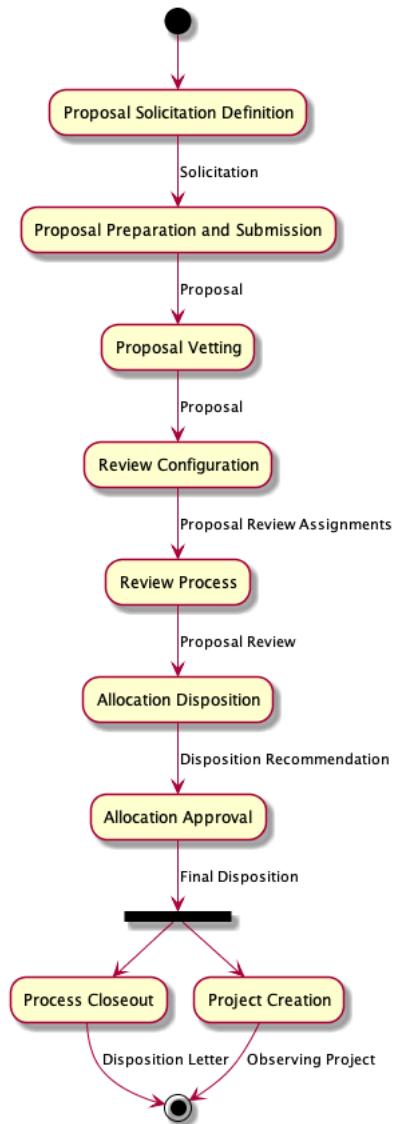 Proposal Solicitation Definition
Solicitation
Proposal Preparation and Submission
Proposal
Proposal Vetting
Proposal
Review Configuration
Proposal Review Assignments
Review Process
Proposal Review
Allocation Disposition
Disposition Recommendation
Allocation Approval
Final Disposition
Process Closeout
Project Creation
Disposition Letter
Observing Project